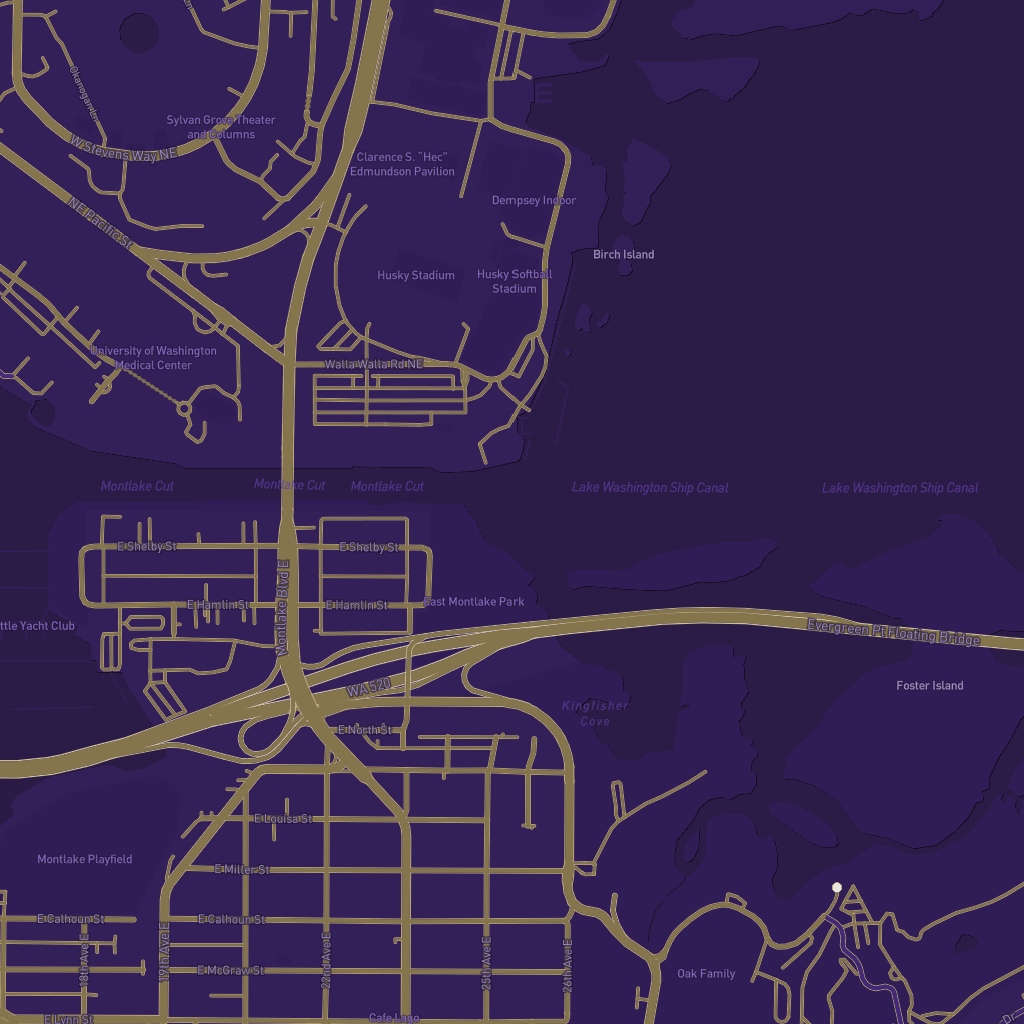 Okanogan Ln
Sylvan Grove Theater
and Columns
W Stevens Way NE
Clarence S. "Hec"
Edmundson Pavilion
Dempsey Indoor
NE Pacific St
Birch Island
Husky Stadium
Husky Softball
Stadium
University of Washington
Medical Center
Walla Walla Rd NE
Montlake Cut
Montlake Cut
Montlake Cut
Lake Washington Ship Canal
Lake Washington Ship Canal
E Shelby St
E Shelby St
Montlake Blvd E
E Hamlin St
E Hamlin St
East Montlake Park
ttle Yacht Club
Evergreen Pt Floating Bridge
WA 520
Foster Island
Kingfisher
Cove
E North St
E Louisa St
Montlake Playfield
E Miller St
E Calhoun St
E Calhoun St
18th Ave E
19th Ave E
22nd Ave E
25th Ave E
26th Ave E
E McGraw St
Oak Family
E Lynn St
Cafe Lago
Dr